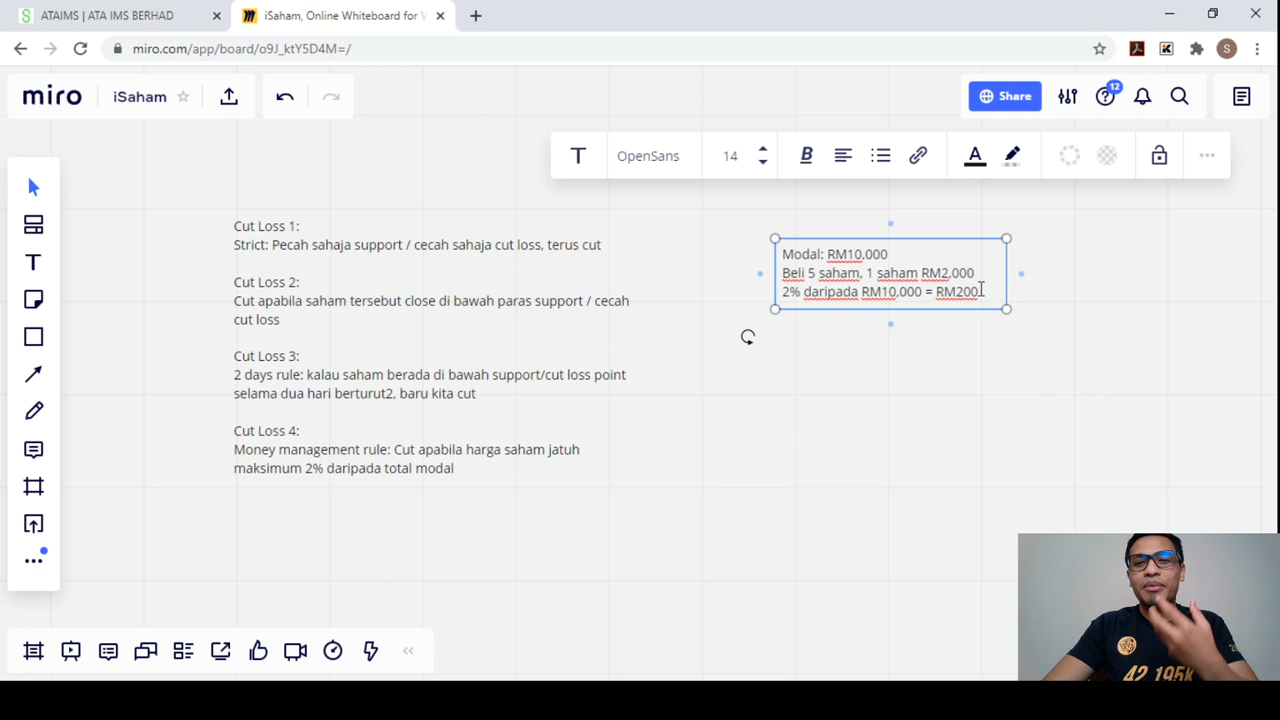 ATAIMS | ATA IMS BERHAD
iSaham, Online Whiteboard for V
miro.com/app/board/o9J_ktY5D4M=/
S
miro
iSaham
Share
12
OpenSans
14
B
A
Cut Loss 1:
Strict: Pecah sahaja support / cecah sahaja cut loss, terus cut
Cut Loss 2:
Cut apabila saham tersebut close di bawah paras support / cecah
cut loss
Cut Loss 3:
2 days rule: kalau saham berada di bawah support/cut loss point
selama dua hari berturut2, baru kita cut
Cut Loss 4:
Money management rule: Cut apabila harga saham jatuh
maksimum 2% daripada total modal
Modal: RM10,000
Beli 5 saham, 1 saham RM2,000
2% daripada RM10,000 = RM200
42.195K